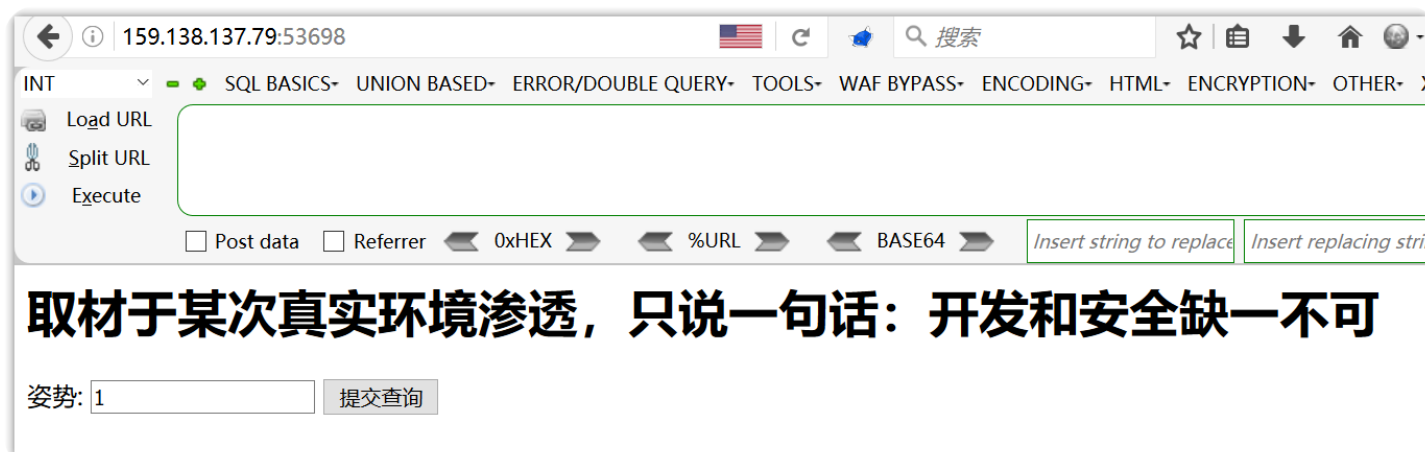 159.138.137.79:53698 搜索
INT SQL BASICS- UNION BASED- ERROR/DOUBLE QUERY- TOOLS- WAF BYPASS- ENCODING- HTML- ENCRYPTION- OTHER-
Load URL
Split URL
Execute
Post data Referrer 0xHEX %URL BASE64 Insert string to replace Insert replacing stri
取材于某次真实环境渗透，只说一句话：开发和安全缺一不可
姿势: 1 提交查询